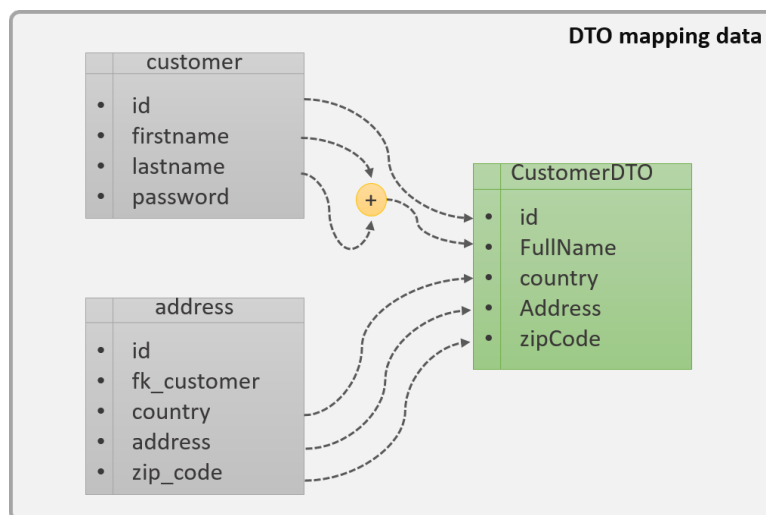 DTO mapping data
customer
• id
• firstname
• lastname
• password
+
CustomerDTO
• id
• FullName
• country
• Address
• zipCode
address
• id
• fk_customer
• country
• address
• zip_code